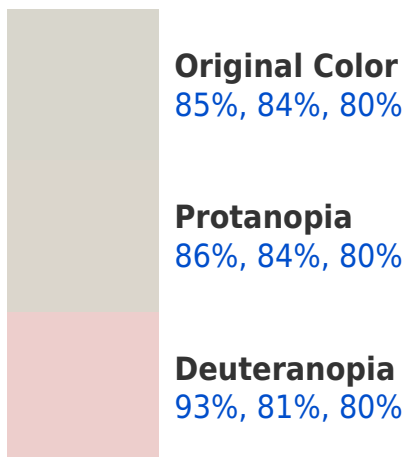 Original Color
85%, 84%, 80%
Protanopia
86%, 84%, 80%
Deuteranopia
93%, 81%, 80%